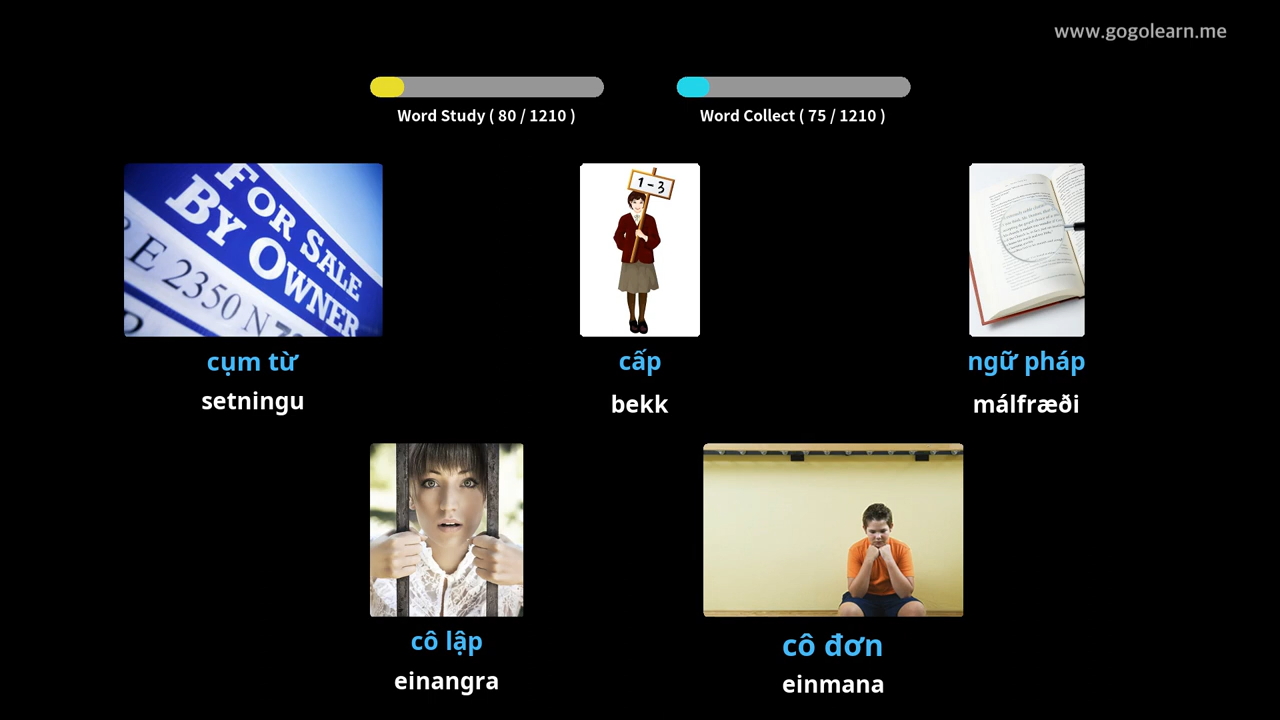 www.gogolearn.me
Word Study ( 80 / 1210 )
Word Collect ( 75 / 1210 )
FOR SALE
BY OWNER
E 2350 N
1 - 3
cụm từ
setningu
cấp
bekk
ngữ pháp
málfræði
cô lập
einangra
cô đơn
einmana